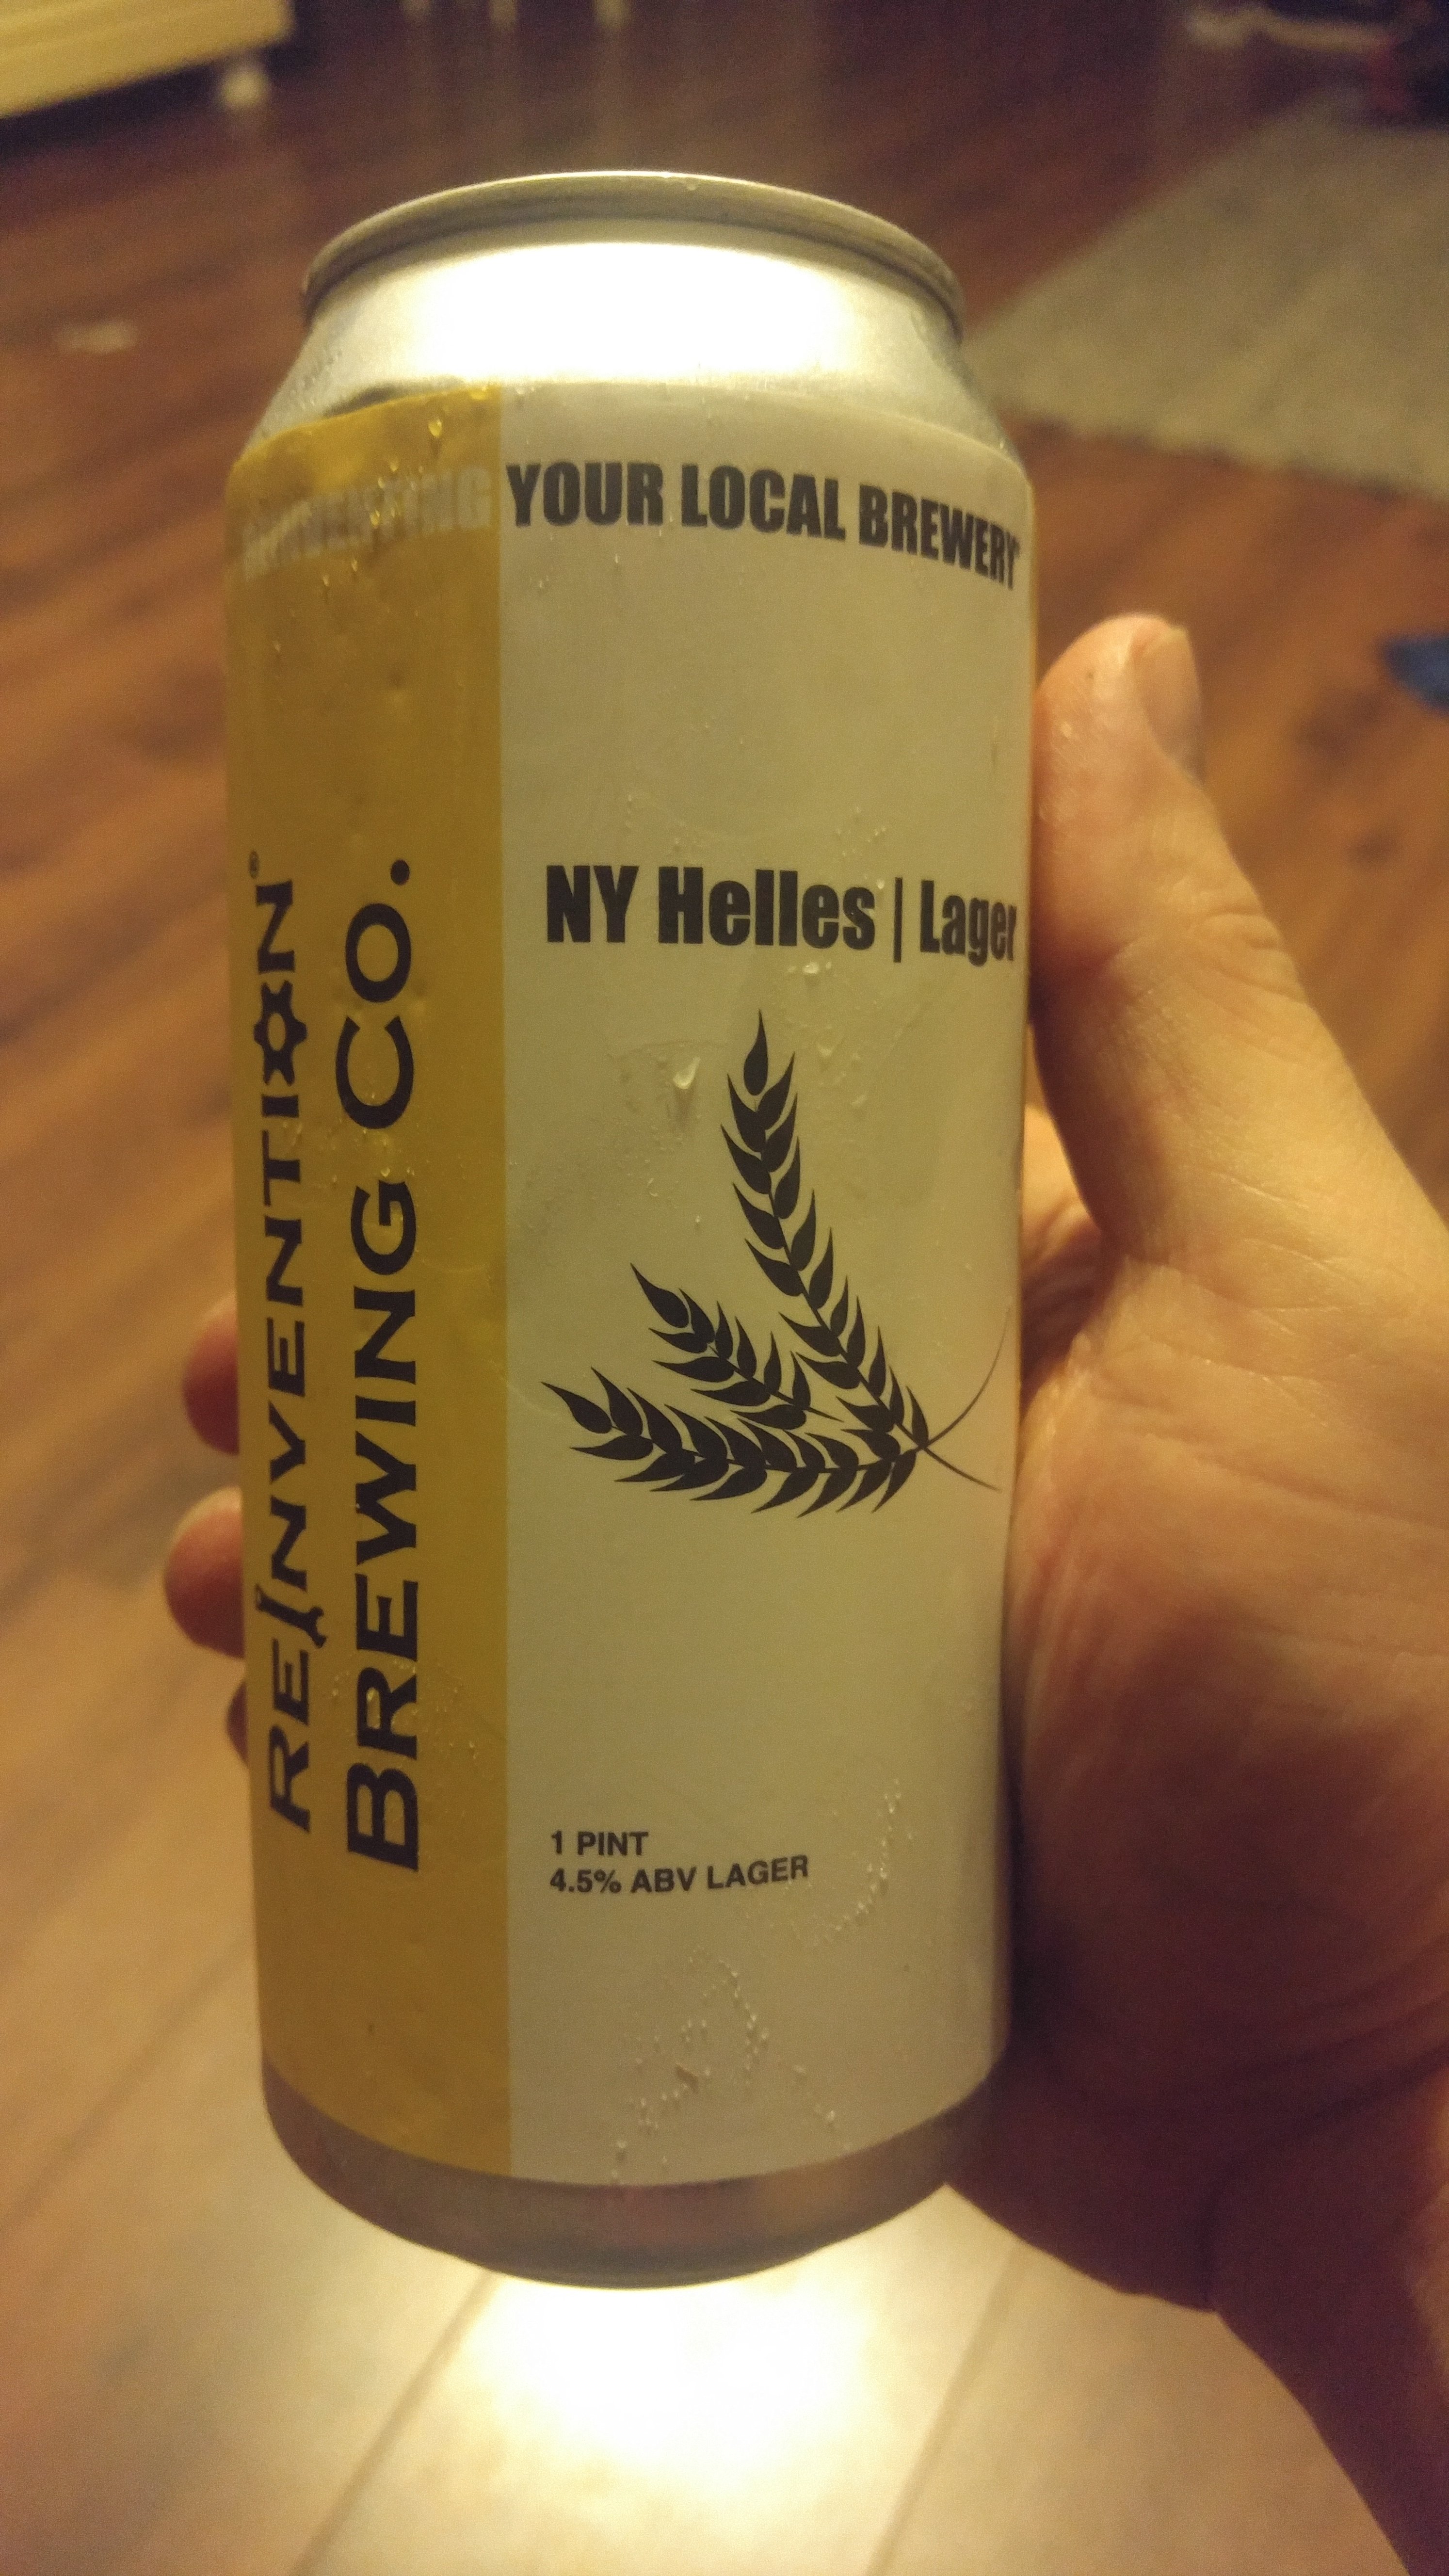 YOUR LOCAL BREWERY
REINVENTION®
BREWING CO.
NY Helles | Lager
1 PINT
4.5% ABV LAGER